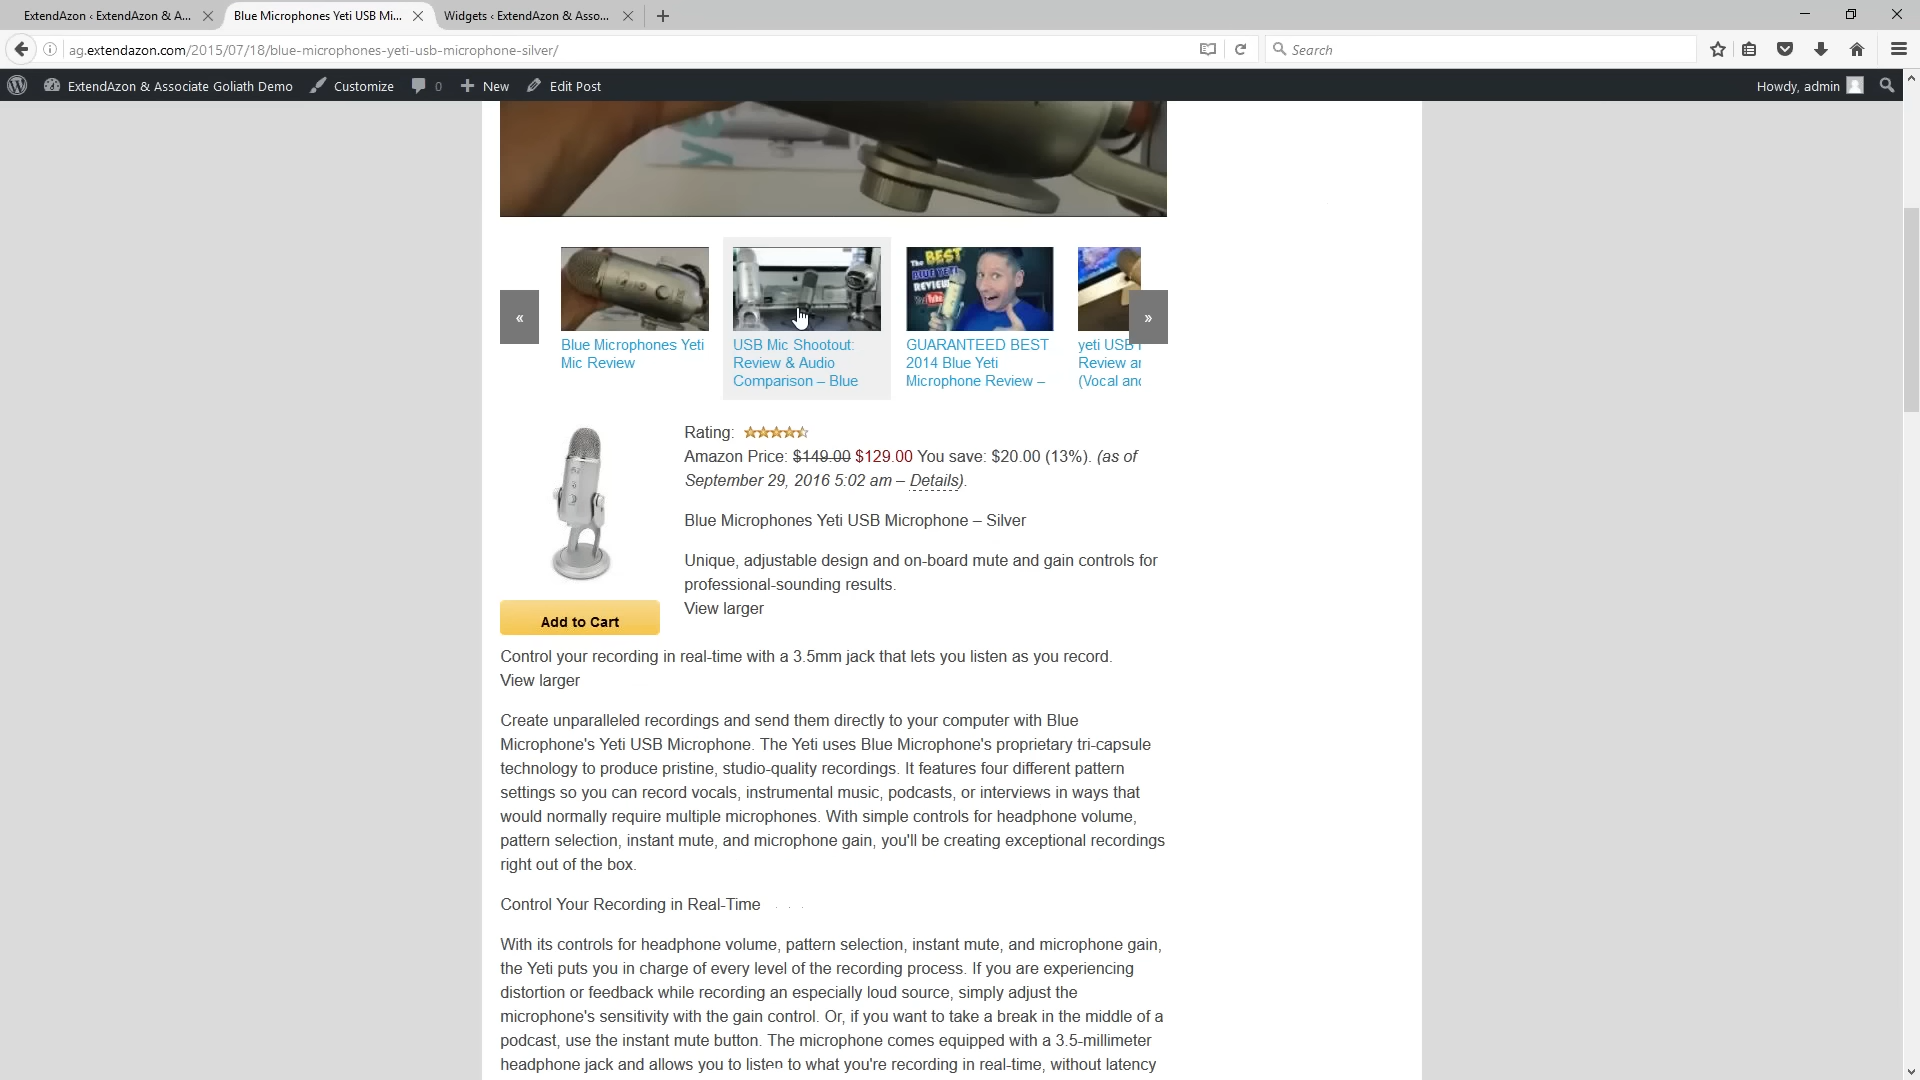 ExtendAzon ‹ ExtendAzon & A...
Blue Microphones Yeti USB Mi...
Widgets ‹ ExtendAzon & Asso...
ag.extendazon.com/2015/07/18/blue-microphones-yeti-usb-microphone-silver/
Search
ExtendAzon & Associate Goliath Demo
Customize
0
New
Edit Post
Howdy, admin
«
Blue Microphones Yeti
Mic Review
The BEST
BLUE YETI
REVIEW
USB Mic Shootout:
Review & Audio
Comparison – Blue
GUARANTEED BEST
2014 Blue Yeti
Microphone Review –
yeti USB
Review
(Vocal
»
Rating:
Amazon Price: $149.00 $129.00 You save: $20.00 (13%). (as of
September 29, 2016 5:02 am – Details).
Blue Microphones Yeti USB Microphone – Silver
Unique, adjustable design and on-board mute and gain controls for
professional-sounding results.
View larger
Add to Cart
Control your recording in real-time with a 3.5mm jack that lets you listen as you record.
View larger
Create unparalleled recordings and send them directly to your computer with Blue
Microphone's Yeti USB Microphone. The Yeti uses Blue Microphone's proprietary tri-capsule
technology to produce pristine, studio-quality recordings. It features four different pattern
settings so you can record vocals, instrumental music, podcasts, or interviews in ways that
would normally require multiple microphones. With simple controls for headphone volume,
pattern selection, instant mute, and microphone gain, you'll be creating exceptional recordings
right out of the box.
Control Your Recording in Real-Time
With its controls for headphone volume, pattern selection, instant mute, and microphone gain,
the Yeti puts you in charge of every level of the recording process. If you are experiencing
distortion or feedback while recording an especially loud source, simply adjust the
microphone's sensitivity with the gain control. Or, if you want to take a break in the middle of a
podcast, use the instant mute button. The microphone comes equipped with a 3.5-millimeter
headphone jack and allows you to listen to what you're recording in real-time, without latency